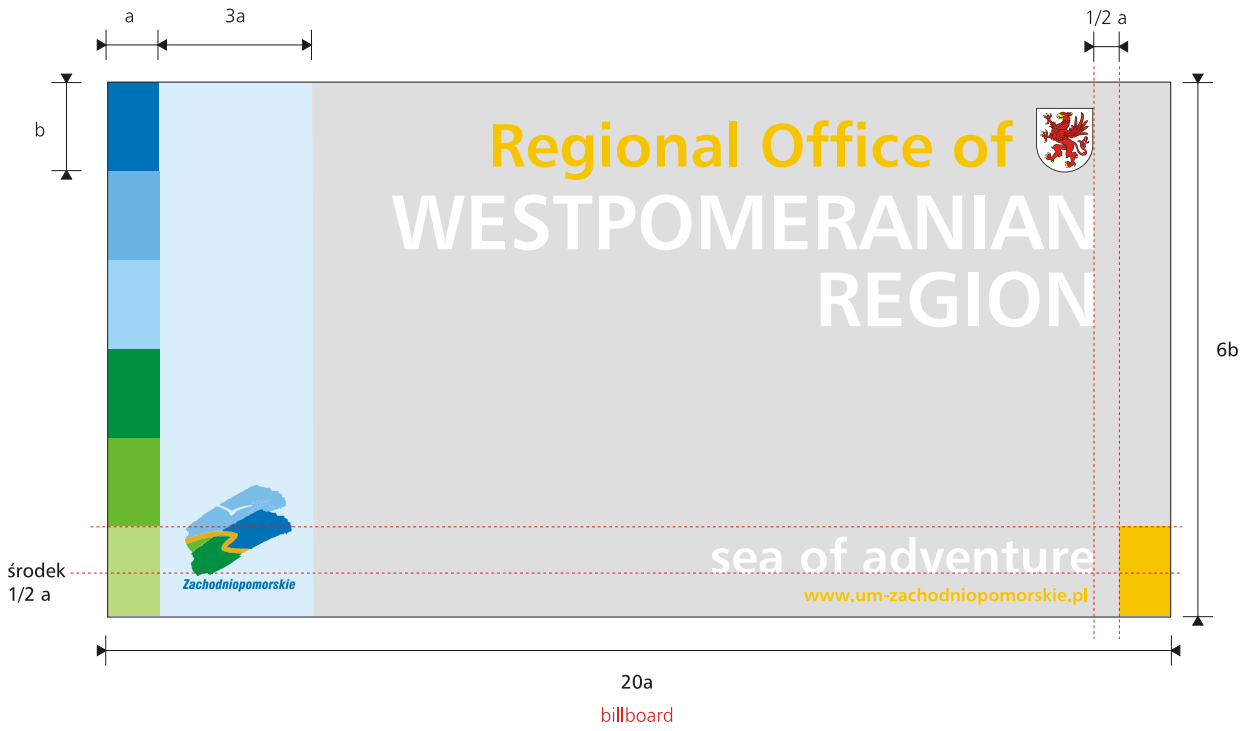 a
3a
1/2 a
b
Regional Office of
WESTPOMERANIAN
REGION
6b
Zachodniopomorskie
sea of adventure
www.um-zachodniopomorskie.pl
środek
1/2 a
20a
billboard